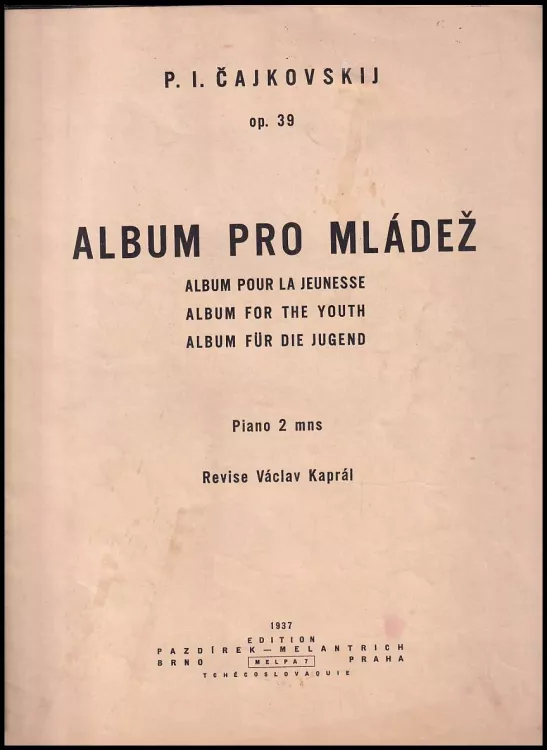 P. I. ČAJKOVSKIJ
op. 39
ALBUM PRO MLÁDEŽ
ALBUM POUR LA JEUNESSE
ALBUM FOR THE YOUTH
ALBUM FÜR DIE JUGEND
Piano 2 mns
Revise Václav Kaprál
1937
EDITION
PAZDÍREK — MELANTRICH
BRNO MELPA 7 PRAHA
TCHÉCOSLOVAQUIE